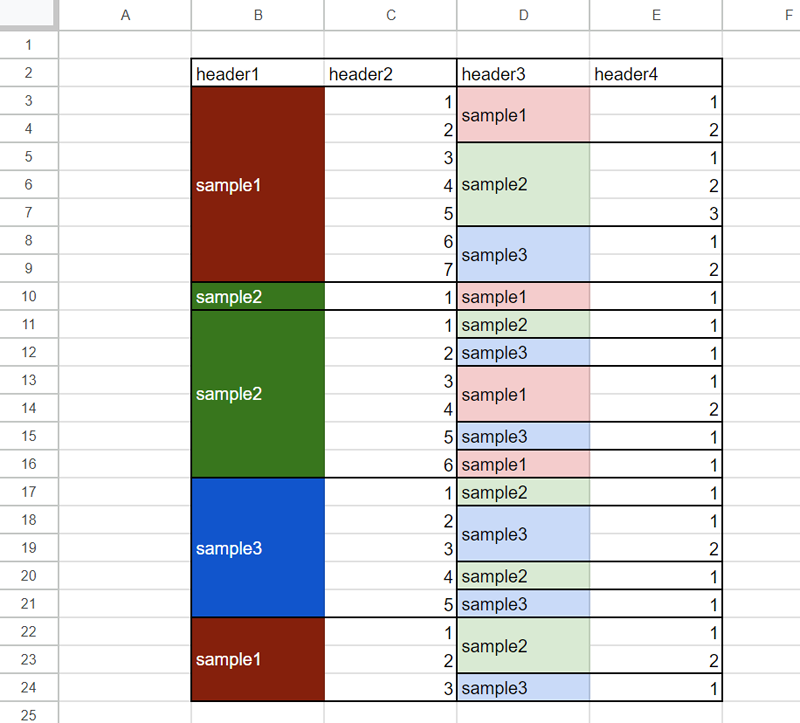 A B C D E F
1
2 header1 header2 header3 header4
3 1 sample1 1
4 2 2
5 3 1
6 sample1 4 sample2 2
7 5 3
8 6 sample3 1
9 7 2
10 sample2 1 sample1 1
11 1 sample2 1
12 2 sample3 1
13 sample2 3 sample1 1
14 4 2
15 5 sample3 1
16 6 sample1 1
17 1 sample2 1
18 2 sample3 1
19 sample3 3 2
20 4 sample2 1
21 5 sample3 1
22 1 sample2 1
23 sample1 2 2
24 3 sample3 1
25